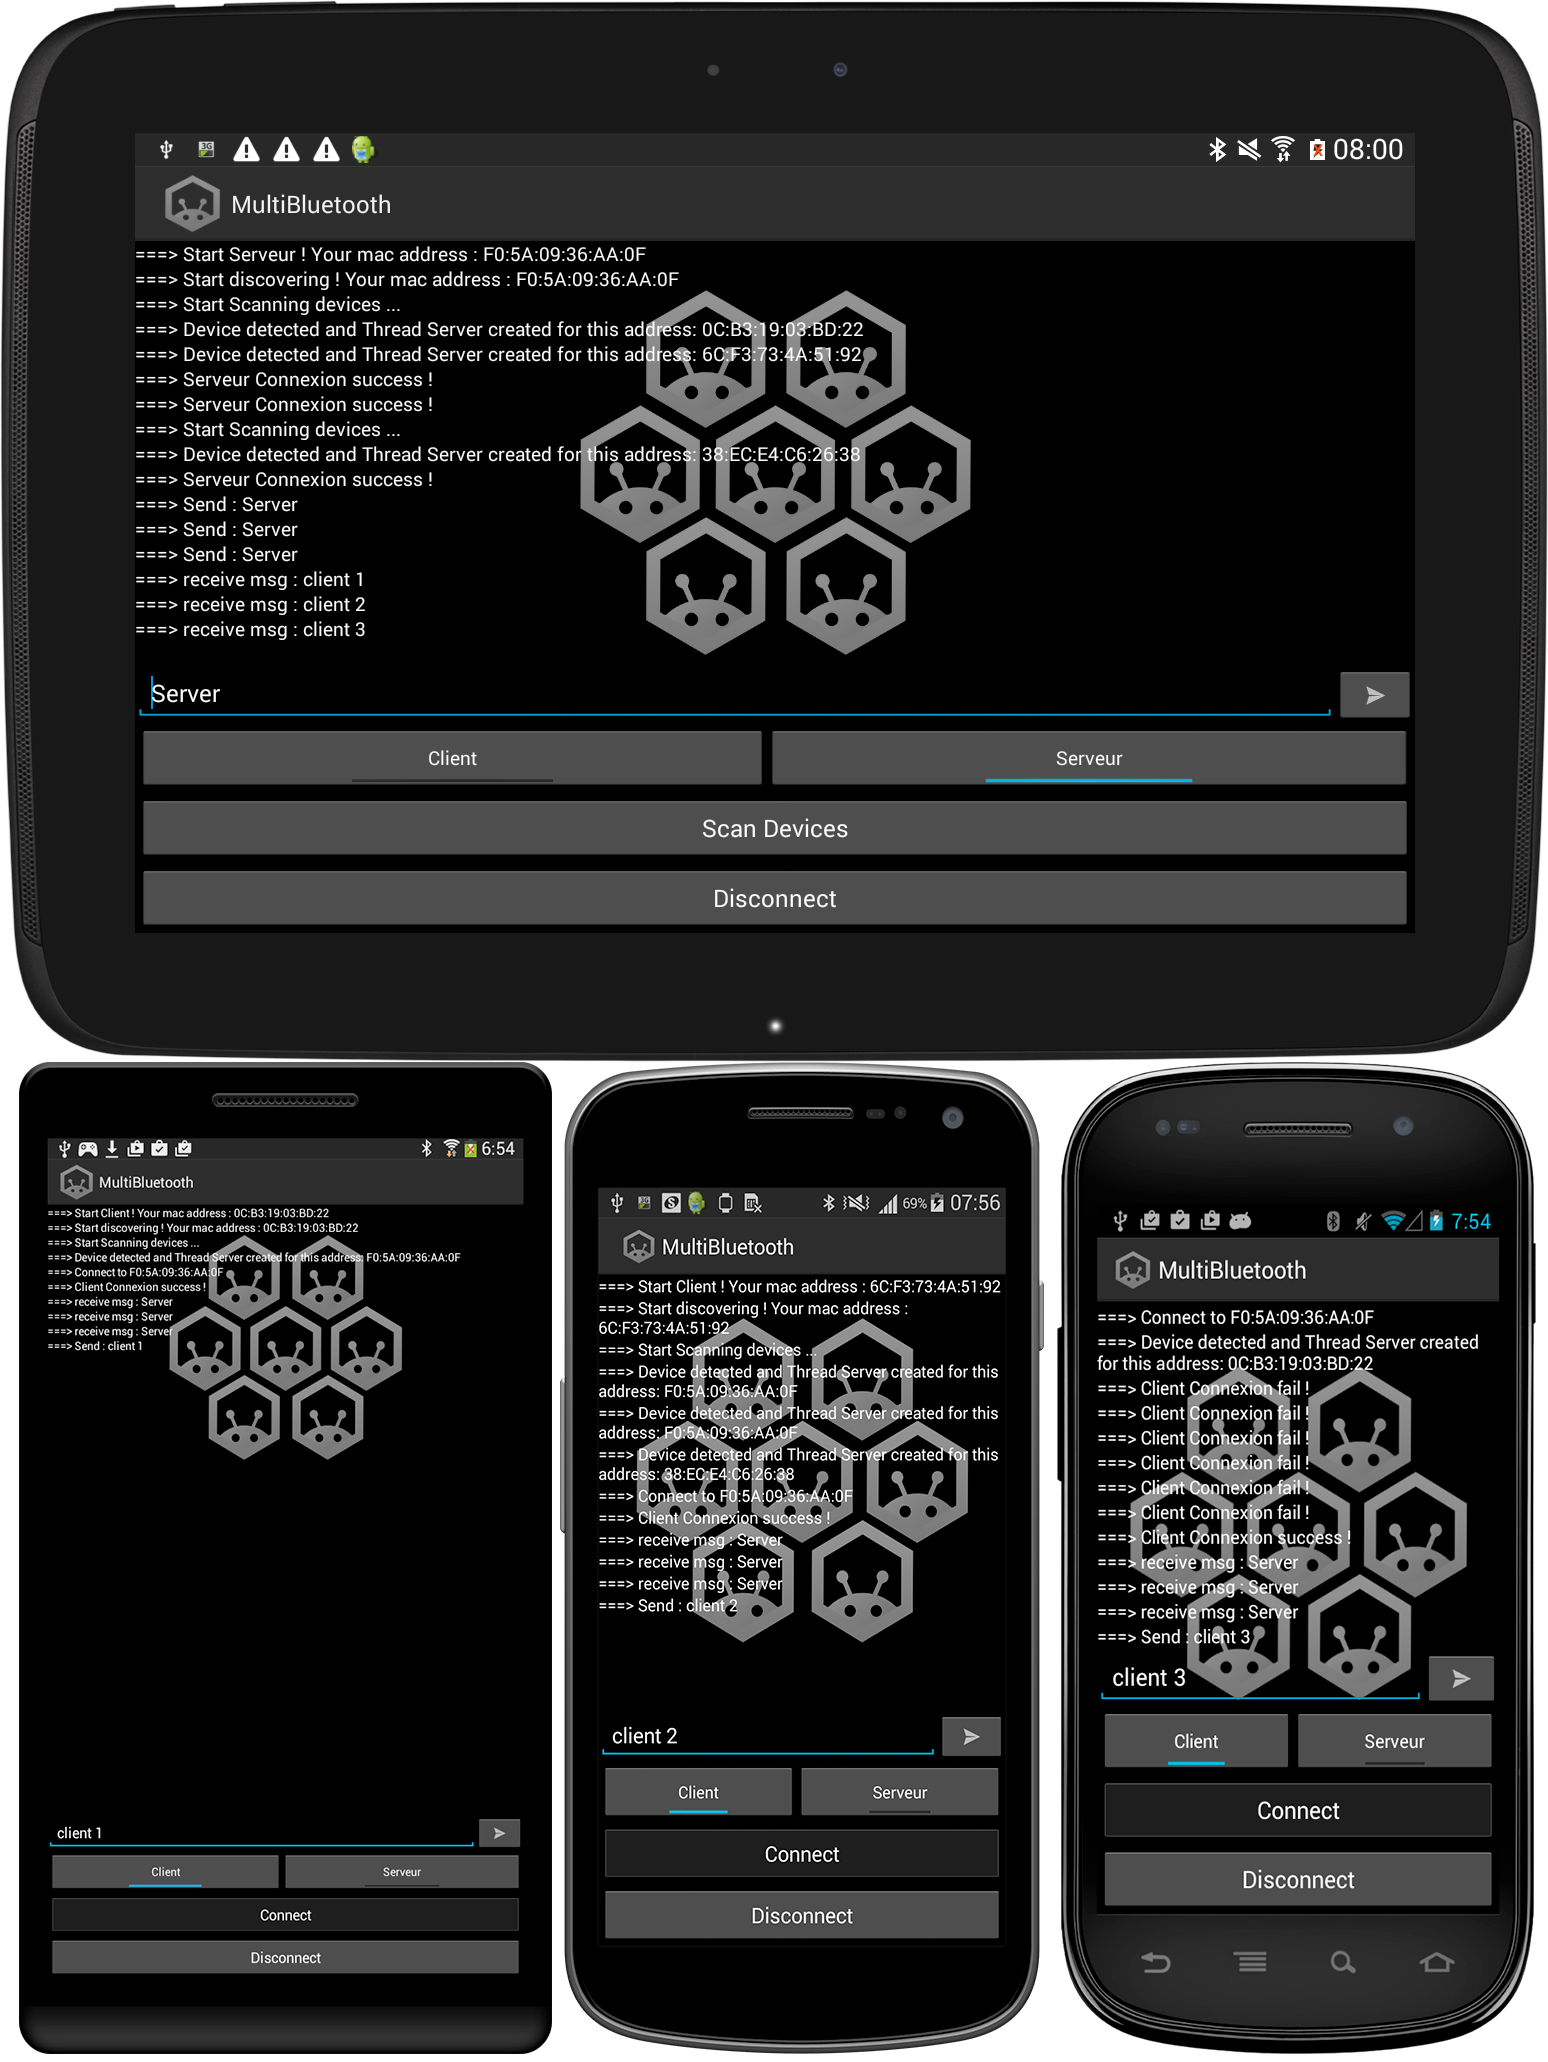 3G
08:00
MultiBluetooth
===> Start Serveur ! Your mac address : F0:5A:09:36:AA:0F
===> Start discovering ! Your mac address : F0:5A:09:36:AA:0F
===> Start Scanning devices ...
===> Device detected and Thread Server created for this address: 0C:B3:19:03:BD:22
===> Device detected and Thread Server created for this address: 6C:F3:73:4A:51:92
===> Serveur Connexion success !
===> Serveur Connexion success !
===> Start Scanning devices ...
===> Device detected and Thread Server created for this address: 38:EC:E4:C6:26:38
===> Serveur Connexion success !
===> Send : Server
===> Send : Server
===> Send : Server
===> receive msg : client 1
===> receive msg : client 2
===> receive msg : client 3
Server
Client
Serveur
Scan Devices
Disconnect
6:54
MultiBluetooth
===> Start Client ! Your mac address : 0C:B3:19:03:BD:22
===> Start discovering ! Your mac address : 0C:B3:19:03:BD:22
===> Start Scanning devices ...
===> Device detected and Thread Server created for this address: F0:5A:09:36:AA:0F
===> Connect to F0:5A:09:36:AA:0F
===> Client Connexion success !
===> receive msg : Server
===> receive msg : Server
===> receive msg : Server
===> Send : client 1
client 1
Client
Serveur
Connect
Disconnect
69%
07:56
MultiBluetooth
===> Start Client ! Your mac address : 6C:F3:73:4A:51:92
===> Start discovering ! Your mac address :
6C:F3:73:4A:51:92
===> Start Scanning devices ...
===> Device detected and Thread Server created for this
address: F0:5A:09:36:AA:0F
===> Device detected and Thread Server created for this
address: F0:5A:09:36:AA:0F
===> Device detected and Thread Server created for this
address: 38:EC:E4:C6:26:38
===> Connect to F0:5A:09:36:AA:0F
===> Client Connexion success !
===> receive msg : Server
===> receive msg : Server
===> receive msg : Server
===> Send : client 2
client 2
Client
Serveur
Connect
Disconnect
7:54
MultiBluetooth
===> Connect to F0:5A:09:36:AA:0F
===> Device detected and Thread Server created
for this address: 0C:B3:19:03:BD:22
===> Client Connexion fail !
===> Client Connexion fail !
===> Client Connexion fail !
===> Client Connexion fail !
===> Client Connexion fail !
===> Client Connexion fail !
===> Client Connexion success !
===> receive msg : Server
===> receive msg : Server
===> receive msg : Server
===> Send : client 3
client 3
Client
Serveur
Connect
Disconnect